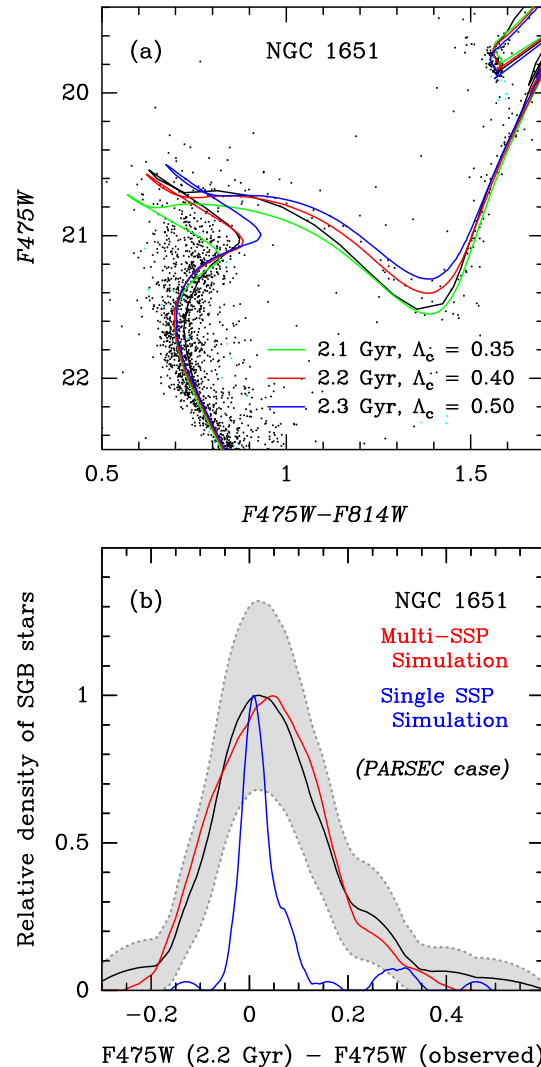 (a)
NGC 1651
20
21
22
F475W
2.1 Gyr, Λc = 0.35
2.2 Gyr, Λc = 0.40
2.3 Gyr, Λc = 0.50
0.5
1
1.5
F475W−F814W
(b)
NGC 1651
Multi-SSP
Simulation
Single SSP
Simulation
(PARSEC case)
1
0.5
0
Relative density of SGB stars
−0.2
0
0.2
0.4
F475W (2.2 Gyr) − F475W (observed)